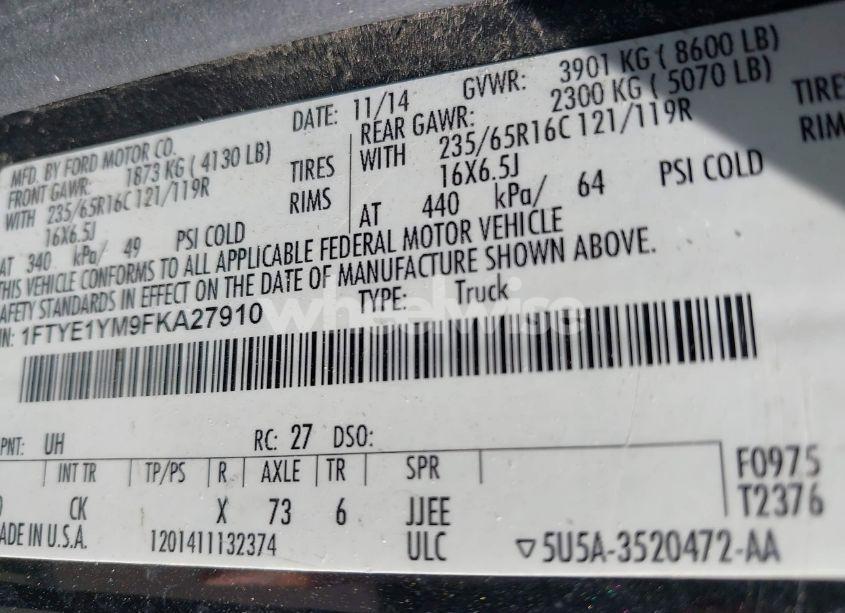 MFD. BY FORD MOTOR CO. DATE: 11/14 GVWR: 3901 KG ( 8600 LB)
FRONT GAWR: 1873 KG ( 4130 LB) REAR GAWR: 2300 KG ( 5070 LB)
WITH 235/65R16C 121/119R TIRES WITH 235/65R16C 121/119R TIRE
16X6.5J RIMS 16X6.5J RIMS
AT 340 kPa/ 49 PSI COLD AT 440 kPa/ 64 PSI COLD
THIS VEHICLE CONFORMS TO ALL APPLICABLE FEDERAL MOTOR VEHICLE
AFETY STANDARDS IN EFFECT ON THE DATE OF MANUFACTURE SHOWN ABOVE.
IN: 1FTYE1YM9FKA27910 TYPE: Truck
wheelwise
PNT: UH RC: 27 DSO:
INT TR TP/PS R AXLE TR SPR F0975
CK X 73 6 JJEE T2376
ADE IN U.S.A. 1201411132374 ULC ▽5U5A-3520472-AA